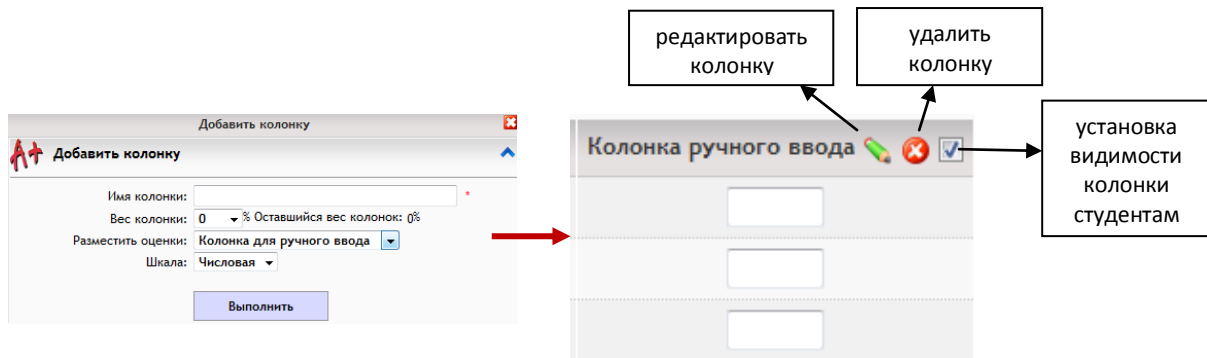 редактировать
колонку
удалить
колонку
установка
видимости
колонки
студентам
Добавить колонку
A+ Добавить колонку
Имя колонки: *
Вес колонки: 0 % Оставшийся вес колонок: 0%
Разместить оценки: Колонка для ручного ввода
Шкала: Числовая
Выполнить
Колонка ручного ввода